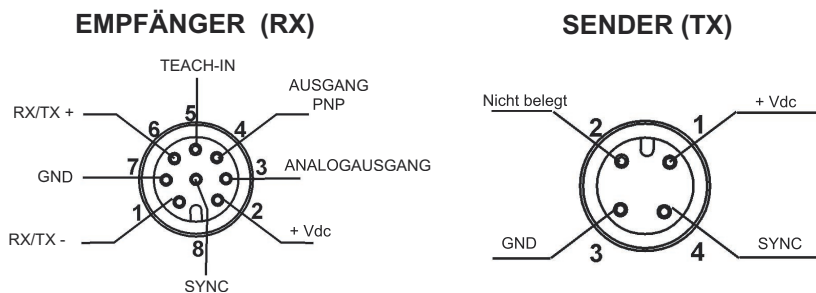 EMPFÄNGER (RX)
TEACH-IN
AUSGANG
PNP
RX/TX +
5
6
4
GND
7
3
ANALOGAUSGANG
1
2
RX/TX -
+ Vdc
8
SYNC
SENDER (TX)
Nicht belegt
+ Vdc
2
1
GND
SYNC
3
4